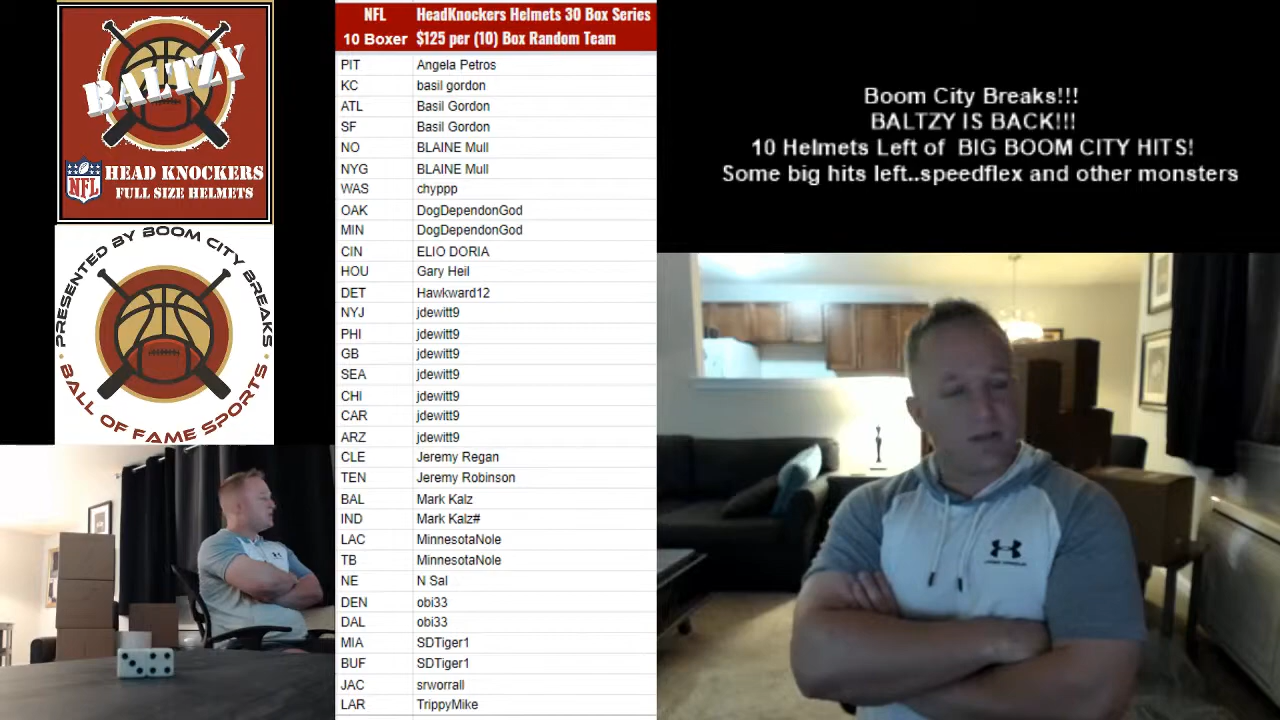 BALTZY
NFL
HEAD KNOCKERS
FULL SIZE HELMETS
PRESENTED BY BOOM CITY BREAKS
BALL OF FAME SPORTS
NFL HeadKnockers Helmets 30 Box Series
10 Boxer $125 per (10) Box Random Team
PIT Angela Petros
KC basil gordon
ATL Basil Gordon
SF Basil Gordon
NO BLAINE Mull
NYG BLAINE Mull
WAS chyppp
OAK DogDependonGod
MIN DogDependonGod
CIN ELIO DORIA
HOU Gary Heil
DET Hawkward12
NYJ jdewitt9
PHI jdewitt9
GB jdewitt9
SEA jdewitt9
CHI jdewitt9
CAR jdewitt9
ARZ jdewitt9
CLE Jeremy Regan
TEN Jeremy Robinson
BAL Mark Kalz
IND Mark Kalz#
LAC MinnesotaNole
TB MinnesotaNole
NE N Sal
DEN obi33
DAL obi33
MIA SDTiger1
BUF SDTiger1
JAC srworrall
LAR TrippyMike
Boom City Breaks!!!
BALTZY IS BACK!!!
10 Helmets Left of BIG BOOM CITY HITS!
Some big hits left..speedflex and other monsters